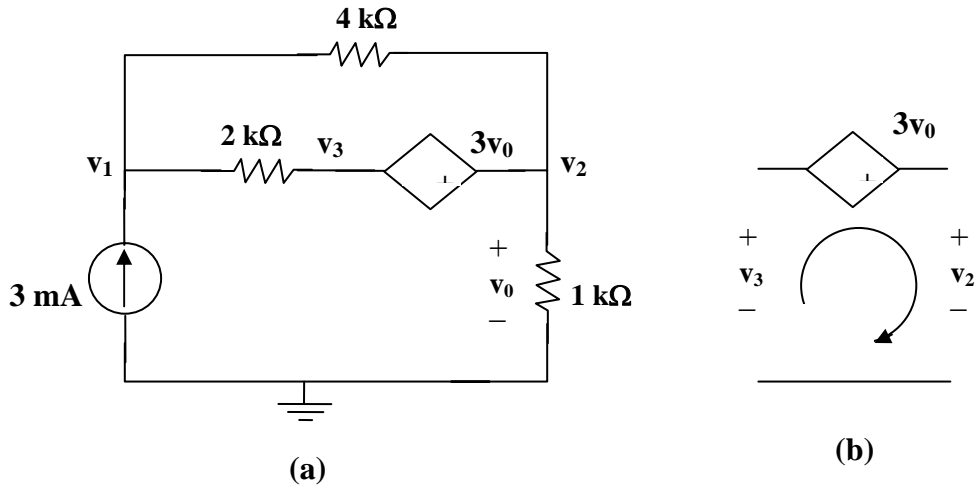 4 kΩ
2 kΩ
v₃
3v₀
v₁
v₂
+
3 mA
+
v₀
–
1 kΩ
(a)
3v₀
+
+
v₃
–
+
v₂
–
(b)